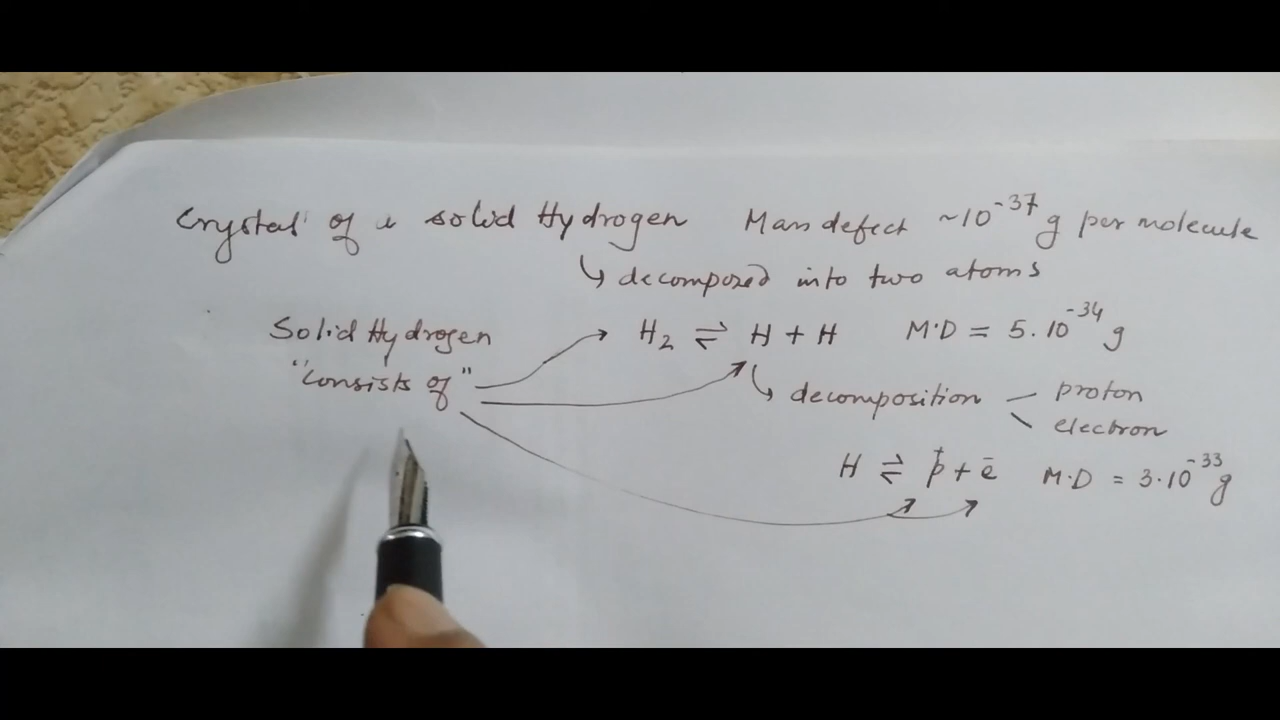 Crystal of a solid Hydrogen Mass defect ~10⁻³⁷ g per molecule
↳ decomposed into two atoms
Solid Hydrogen H₂ ⇌ H + H M.D = 5.10⁻³⁴ g
"consists of"
↳ decomposition — proton
electron
H ⇌ p⁺ + e⁻ M.D = 3.10⁻³³ g